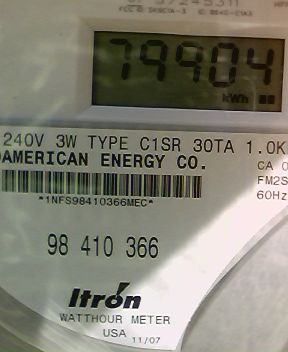 79904
kWh
240V 3W TYPE C1SR 30TA 1.0K
AMERICAN ENERGY CO.
CA 0
FM2S
60Hz
*1NFS98410366MEC*
98 410 366
Itron
WATTHOUR METER
USA 11/07